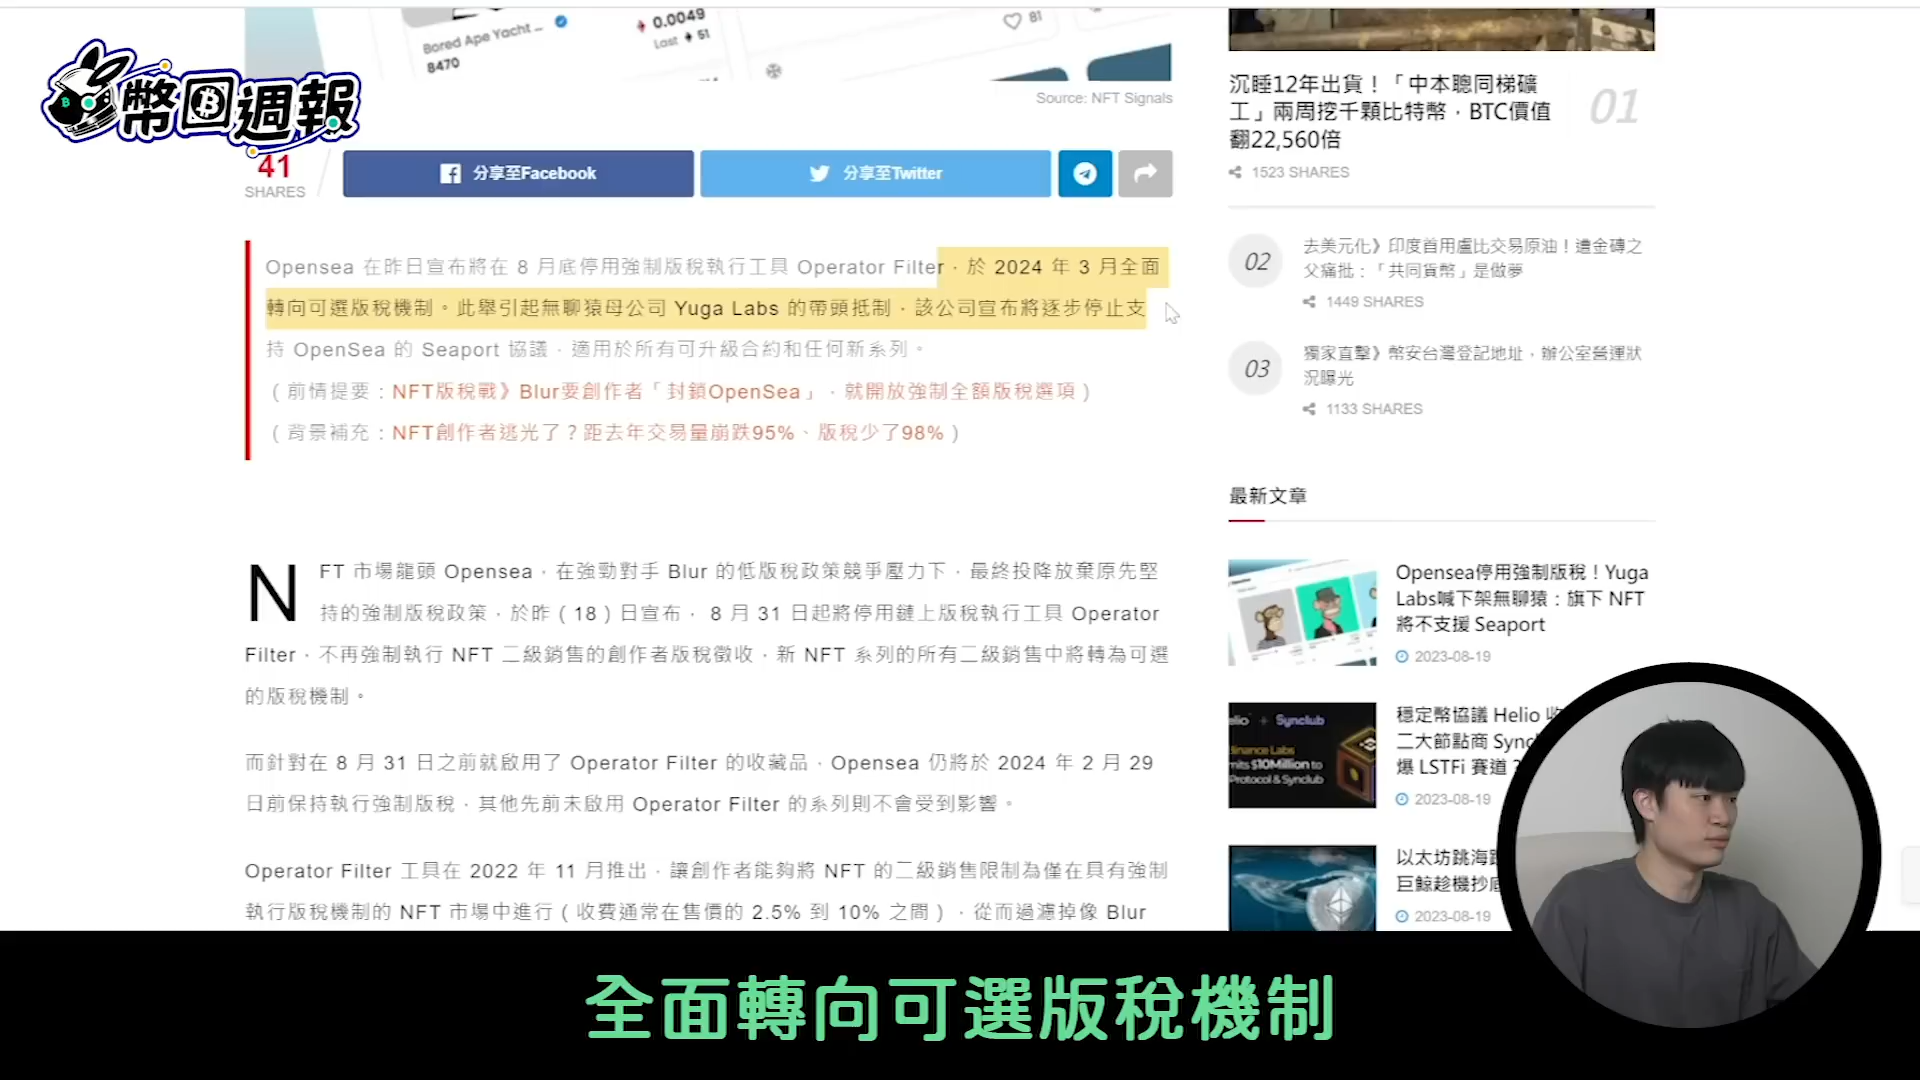 Bored Ape Yacht ...
8470
0.0049
Last 51
81
Source: NFT Signals
幣回週報
41
SHARES
分享至Facebook
分享至Twitter
Opensea 在昨日宣布將在 8 月底停用強制版稅執行工具 Operator Filter，於 2024 年 3 月全面
轉向可選版稅機制。此舉引起無聊猿母公司 Yuga Labs 的帶頭抵制，該公司宣布將逐步停止支
持 OpenSea 的 Seaport 協議，適用於所有可升級合約和任何新系列。
（前情提要：NFT版稅戰》Blur要創作者「封鎖OpenSea」，就開放強制全額版稅選項）
（背景補充：NFT創作者逃光了？距去年交易量崩跌95%、版稅少了98%）
NFT 市場龍頭 Opensea，在強勁對手 Blur 的低版稅政策競爭壓力下，最終投降放棄原先堅
持的強制版稅政策，於昨（18）日宣布， 8 月 31 日起將停用鏈上版稅執行工具 Operator
Filter，不再強制執行 NFT 二級銷售的創作者版稅徵收，新 NFT 系列的所有二級銷售中將轉為可選
的版稅機制。
而針對在 8 月 31 日之前就啟用了 Operator Filter 的收藏品，Opensea 仍將於 2024 年 2 月 29
日前保持執行強制版稅，其他先前未啟用 Operator Filter 的系列則不會受到影響。
Operator Filter 工具在 2022 年 11 月推出，讓創作者能夠將 NFT 的二級銷售限制為僅在具有強制
執行版稅機制的 NFT 市場中進行（收費通常在售價的 2.5% 到 10% 之間），從而過濾掉像 Blur
沉睡12年出貨！「中本聰同梯礦
工」兩周挖千顆比特幣，BTC價值
翻22,560倍
01
1523 SHARES
02
去美元化》印度首用盧比交易原油！遭金磚之
父痛批：「共同貨幣」是做夢
1449 SHARES
03
獨家直擊》幣安台灣登記地址，辦公室營運狀
況曝光
1133 SHARES
最新文章
Opensea停用強制版稅！Yuga
Labs喊下架無聊猿：旗下 NFT
將不支援 Seaport
2023-08-19
elio + Synclub
Binance Labs
mits $10Million to
Protocol & Synclub
穩定幣協議 Helio 收
二大節點商 Sync
爆 LSTFi 賽道
2023-08-19
以太坊跳海
巨鯨趁機抄底
2023-08-19
全面轉向可選版稅機制